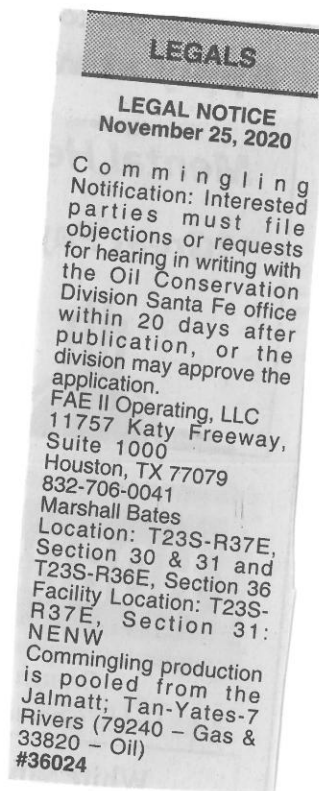 LEGALS
LEGAL NOTICE
November 25, 2020
Commingling
Notification: Interested
parties must file
objections or requests
for hearing in writing with
the Oil Conservation
Division Santa Fe office
within 20 days after
publication, or the
division may approve the
application.
FAE II Operating, LLC
11757 Katy Freeway,
Suite 1000
Houston, TX 77079
832-706-0041
Marshall Bates
Location: T23S-R37E,
Section 30 & 31 and
T23S-R36E, Section 36
Facility Location: T23S-
R37E, Section 31:
NENW
Commingling production
is pooled from the
Jalmatt; Tan-Yates-7
Rivers (79240 – Gas &
33820 – Oil)
#36024